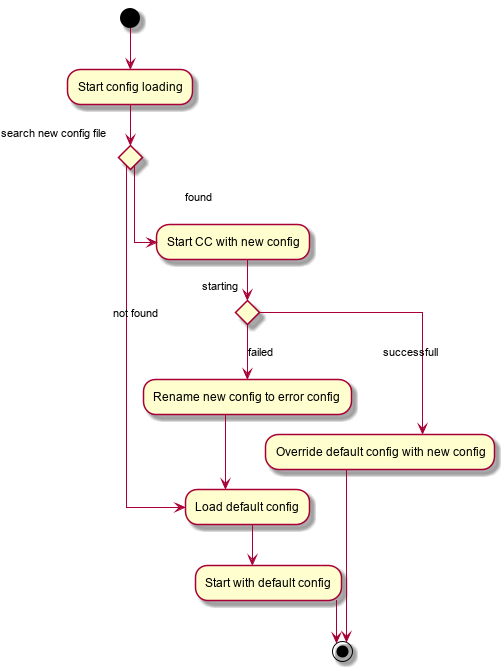 Start config loading
search new config file
found
Start CC with new config
starting
not found
failed
successfull
Rename new config to error config
Override default config with new config
Load default config
Start with default config